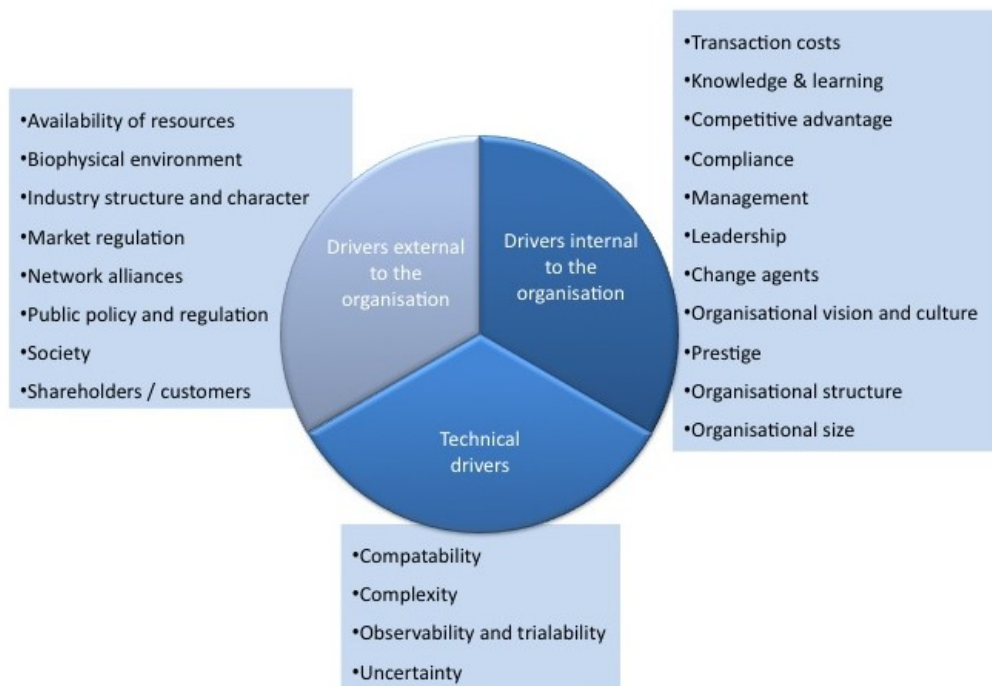 •Availability of resources
•Biophysical environment
•Industry structure and character
•Market regulation
•Network alliances
•Public policy and regulation
•Society
•Shareholders / customers
Drivers external
to the
organisation
Drivers internal
to the
organisation
Technical
drivers
•Transaction costs
•Knowledge & learning
•Competitive advantage
•Compliance
•Management
•Leadership
•Change agents
•Organisational vision and culture
•Prestige
•Organisational structure
•Organisational size
•Compatability
•Complexity
•Observability and trialability
•Uncertainty